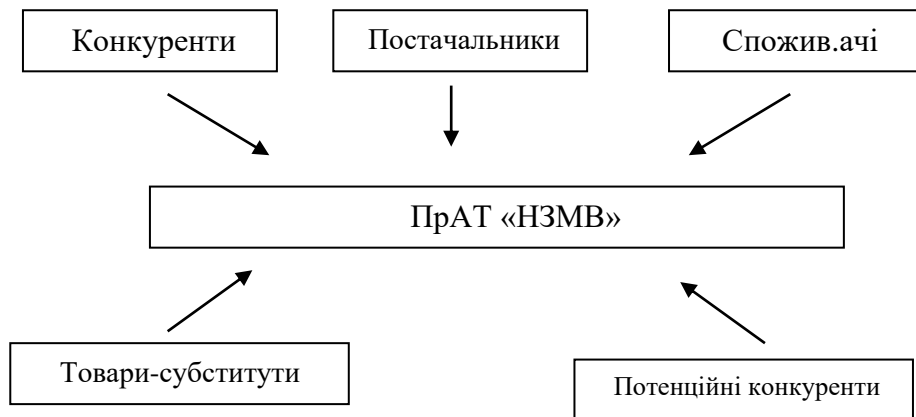 Конкуренти
Постачальники
Спожив.ачі
ПрАТ «НЗМВ»
Товари-субститути
Потенційні конкуренти